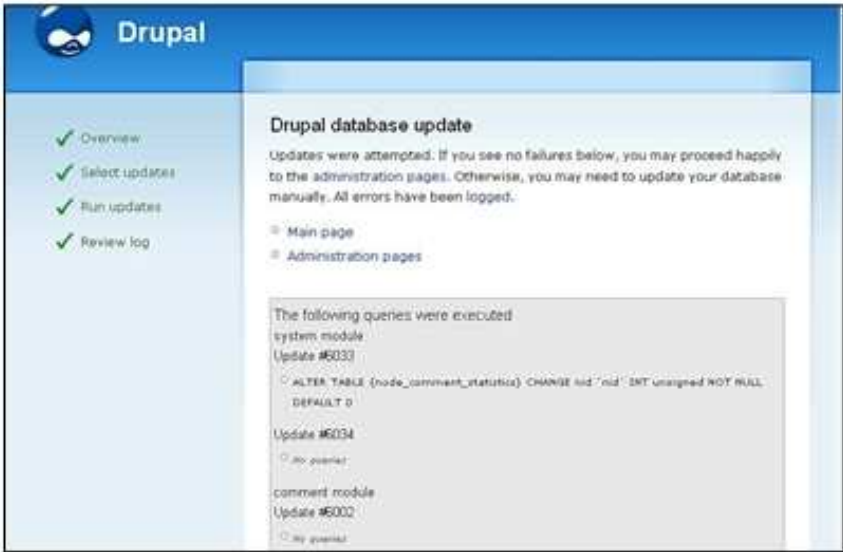 Drupal
Overview
Select updates
Run updates
Review log
Drupal database update
Updates were attempted. If you see no failures below, you may proceed happily
to the administration pages. Otherwise, you may need to update your database
manually. All errors have been logged.
Main page
Administration pages
The following queries were executed
system module
Update #6033
ALTER TABLE {node_comment_statistics} CHANGE nid `nid` INT unsigned NOT NULL
DEFAULT 0
Update #6034
No queries
comment module
Update #6002
No queries